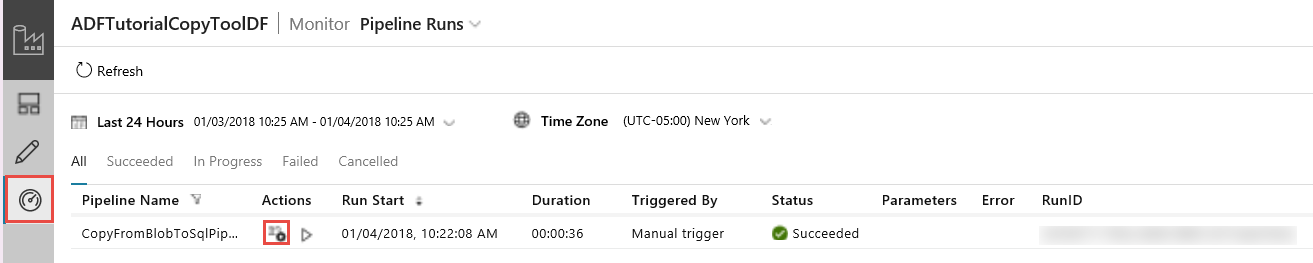 ADFTutorialCopyToolDF Monitor Pipeline Runs
Refresh
Last 24 Hours 01/03/2018 10:25 AM - 01/04/2018 10:25 AM Time Zone (UTC-05:00) New York
All Succeeded In Progress Failed Cancelled
Pipeline Name Actions Run Start Duration Triggered By Status Parameters Error RunID
CopyFromBlobToSqlPip... 01/04/2018, 10:22:08 AM 00:00:36 Manual trigger Succeeded